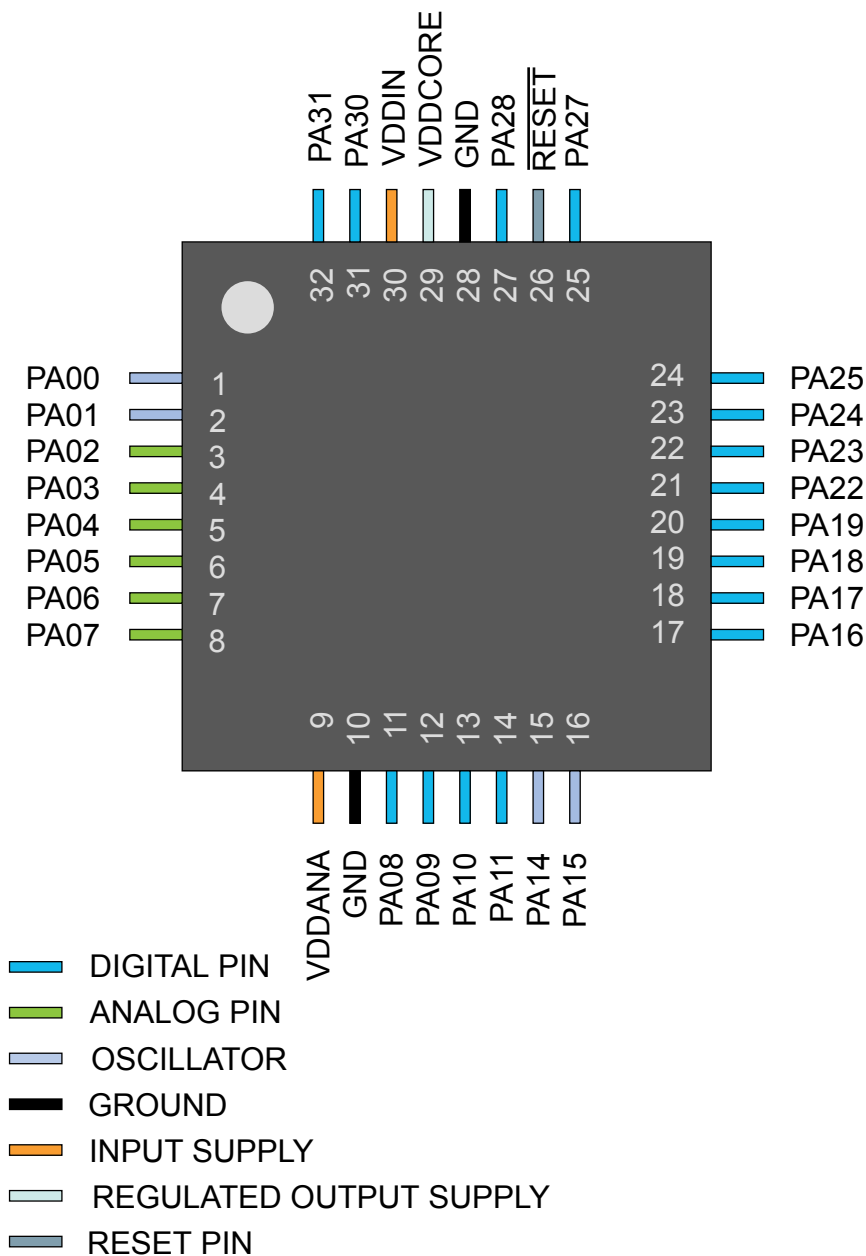 PA31
PA30
VDDIN
VDDCORE
GND
PA28
RESET
PA27
32
31
30
29
28
27
26
25
PA00
1
24
PA25
PA01
2
23
PA24
PA02
3
22
PA23
PA03
4
21
PA22
PA04
5
20
PA19
PA05
6
19
PA18
PA06
7
18
PA17
PA07
8
17
PA16
9
10
11
12
13
14
15
16
VDDANA
GND
PA08
PA09
PA10
PA11
PA14
PA15
DIGITAL PIN
ANALOG PIN
OSCILLATOR
GROUND
INPUT SUPPLY
REGULATED OUTPUT SUPPLY
RESET PIN